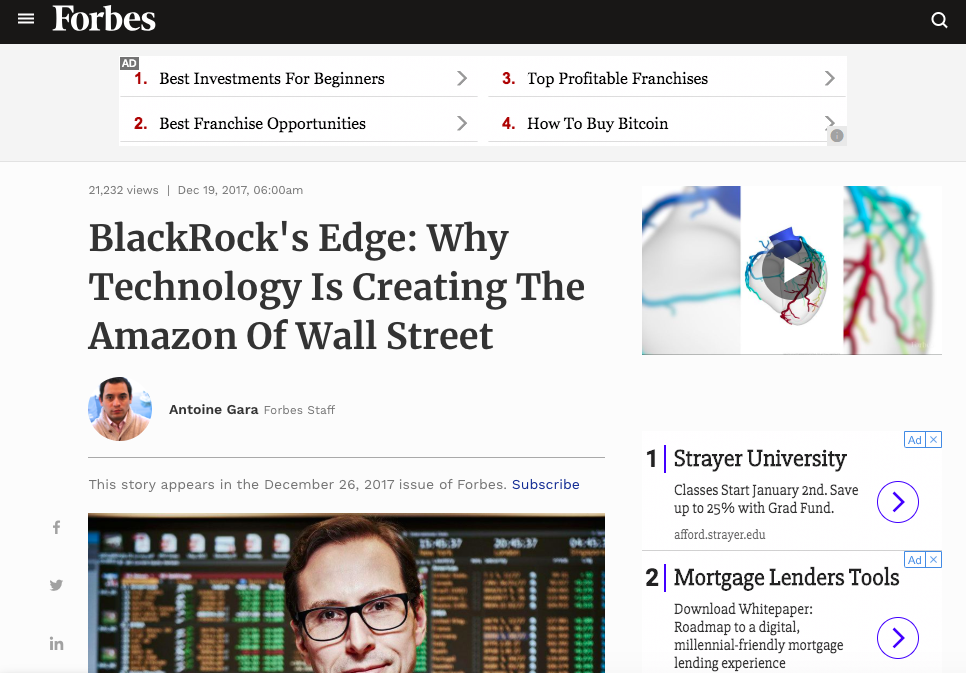 Forbes
AD
1. Best Investments For Beginners
2. Best Franchise Opportunities
3. Top Profitable Franchises
4. How To Buy Bitcoin
21,232 views | Dec 19, 2017, 06:00am
BlackRock's Edge: Why
Technology Is Creating The
Amazon Of Wall Street
Antoine Gara Forbes Staff
This story appears in the December 26, 2017 issue of Forbes. Subscribe
Ad
1 Strayer University
Classes Start January 2nd. Save
up to 25% with Grad Fund.
afford.strayer.edu
Ad
2 Mortgage Lenders Tools
Download Whitepaper:
Roadmap to a digital,
millennial-friendly mortgage
lending experience